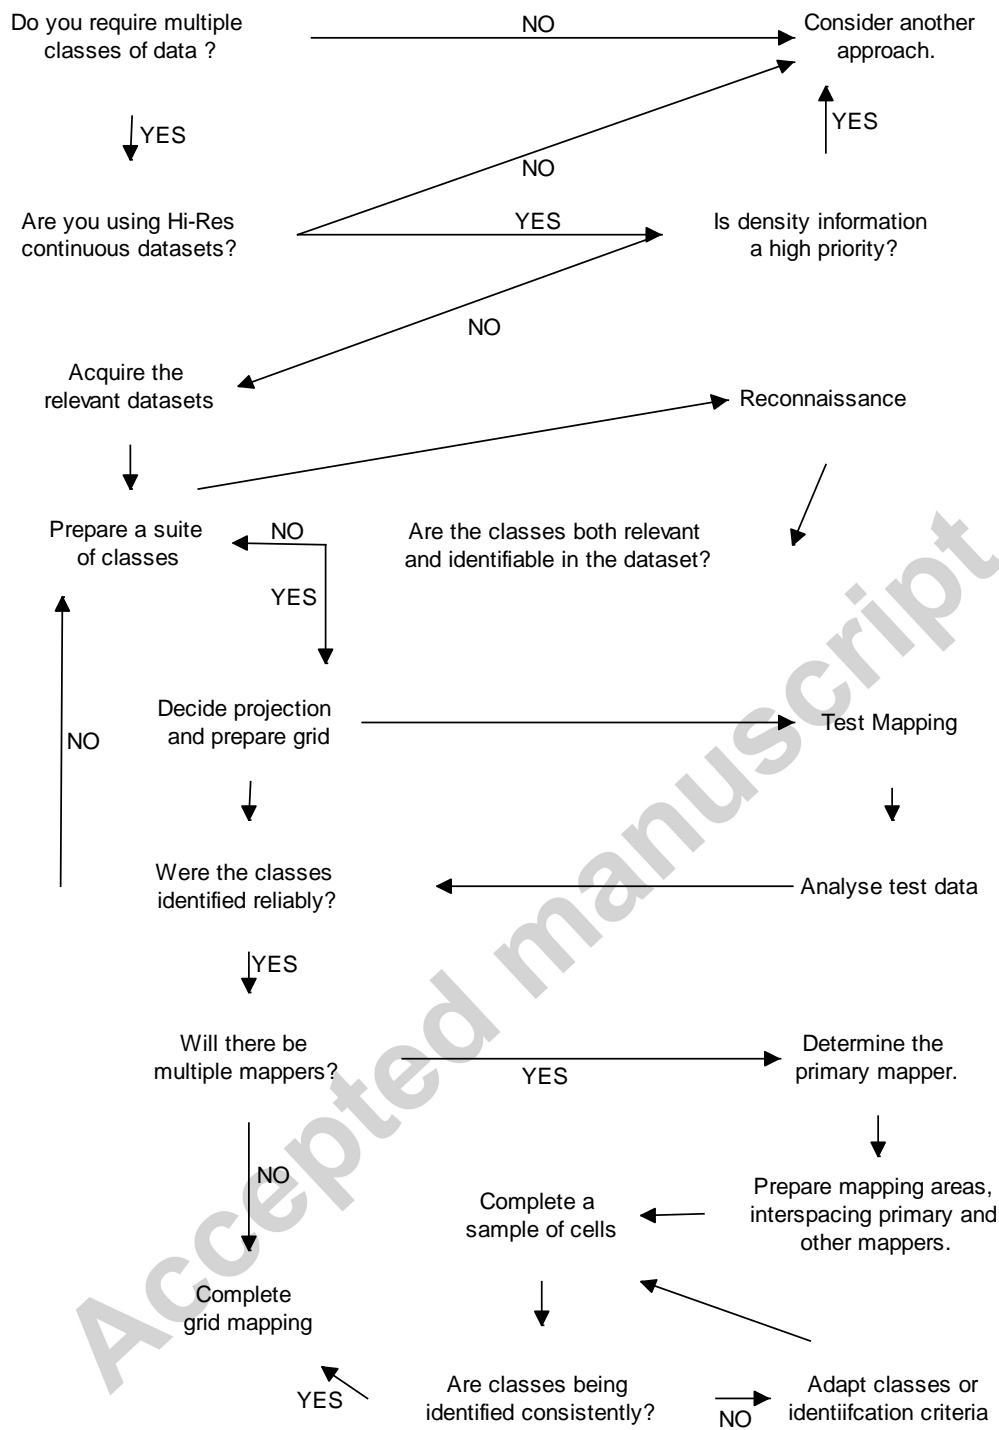 Do you require multiple
classes of data ?
NO
Consider another
approach.
YES
YES
NO
Are you using Hi-Res
continuous datasets?
YES
Is density information
a high priority?
NO
Acquire the
relevant datasets
Reconnaissance
Prepare a suite
of classes
NO
Are the classes both relevant
and identifiable in the dataset?
YES
Decide projection
and prepare grid
Test Mapping
NO
Were the classes
identified reliably?
Analyse test data
YES
Will there be
multiple mappers?
YES
Determine the
primary mapper.
NO
Prepare mapping areas,
interspacing primary and
other mappers.
Complete a
sample of cells
Complete
grid mapping
YES
Are classes being
identified consistently?
NO
Adapt classes or
identiifcation criteria
Accepted manuscript